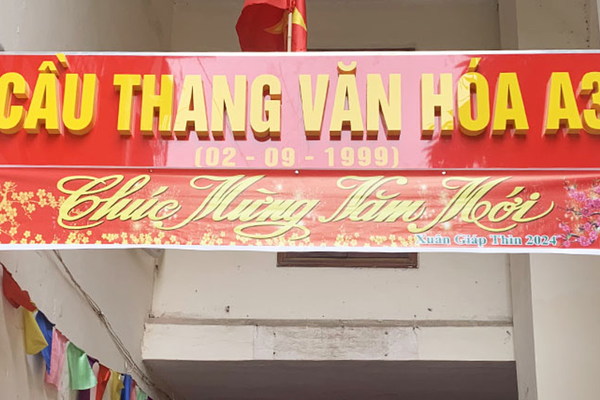 CẦU THANG VĂN HÓA A3
(02 - 09 - 1999)
Chúc Mừng Năm Mới
Xuân Giáp Thìn 2024